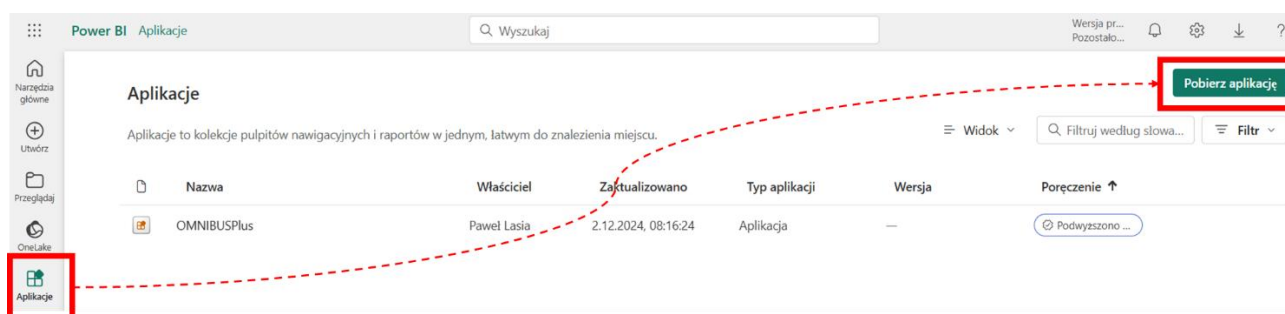 Power BI Aplikacje
Wyszukaj
Wersja pr...
Pozostało...
?
Narzędzia
główne
Utwórz
Przeglądaj
OneLake
Aplikacje
Aplikacje
Pobierz aplikację
Aplikacje to kolekcje pulpitów nawigacyjnych i raportów w jednym, łatwym do znalezienia miejscu.
Widok
Filtruj według słowa...
Filtr
Nazwa Właściciel Zaktualizowano Typ aplikacji Wersja Poręczenie ↑
OMNIBUSPlus Paweł Lasia 2.12.2024, 08:16:24 Aplikacja — Podwyższono ...